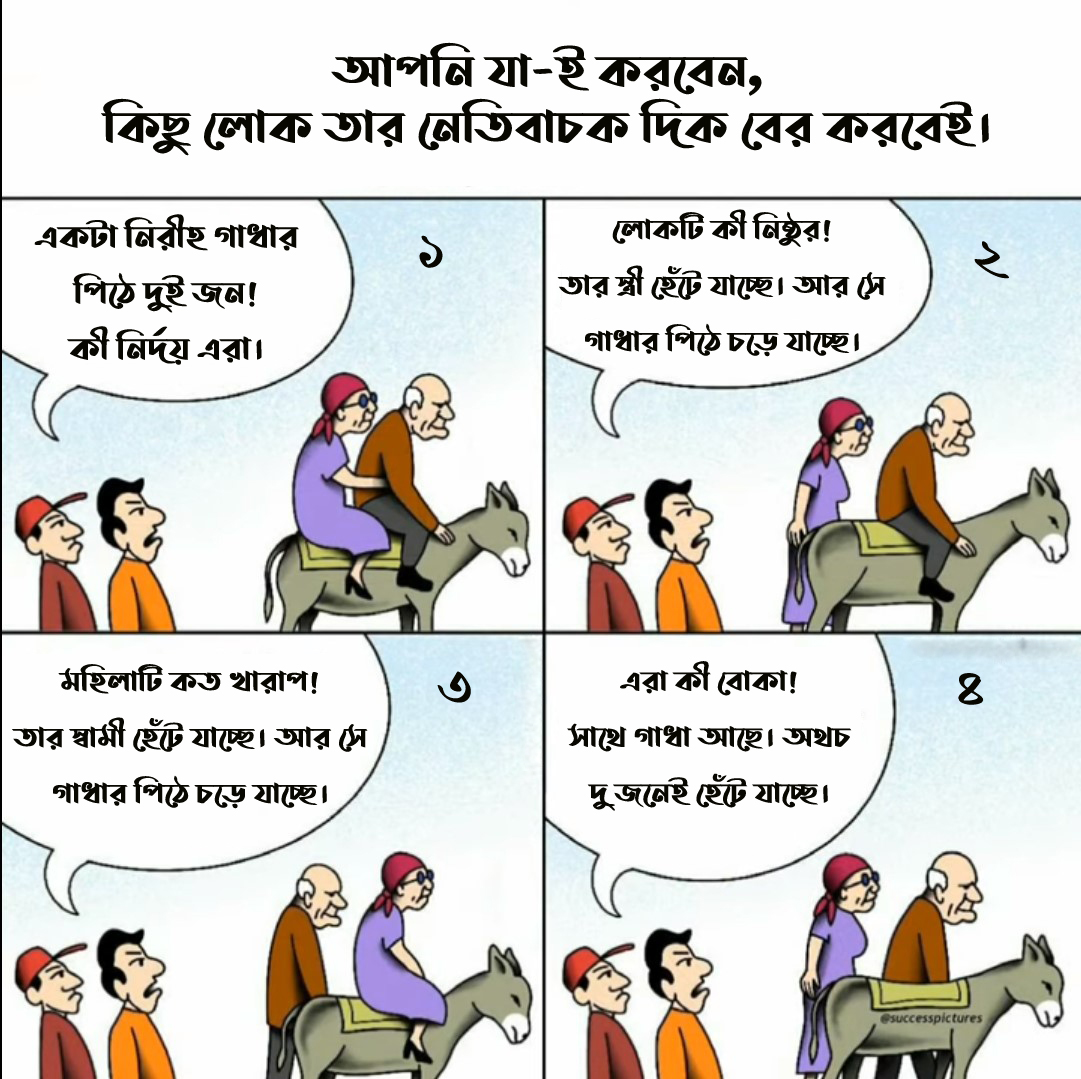 আপনি যা-ই করবেন,
কিছু লোক তার নেতিবাচক দিক বের করবেই।
একটা নিরীহ গাধার
পিঠে দুই জন!
কী নির্দয় এরা।
১
লোকটি কী নিষ্ঠুর!
তার স্ত্রী হেঁটে যাচ্ছে। আর সে
গাধার পিঠে চড়ে যাচ্ছে।
২
মহিলাটি কত খারাপ!
তার স্বামী হেঁটে যাচ্ছে। আর সে
গাধার পিঠে চড়ে যাচ্ছে।
৩
এরা কী বোকা!
সাথে গাধা আছে। অথচ
দু জনেই হেঁটে যাচ্ছে।
৪
@successpictures